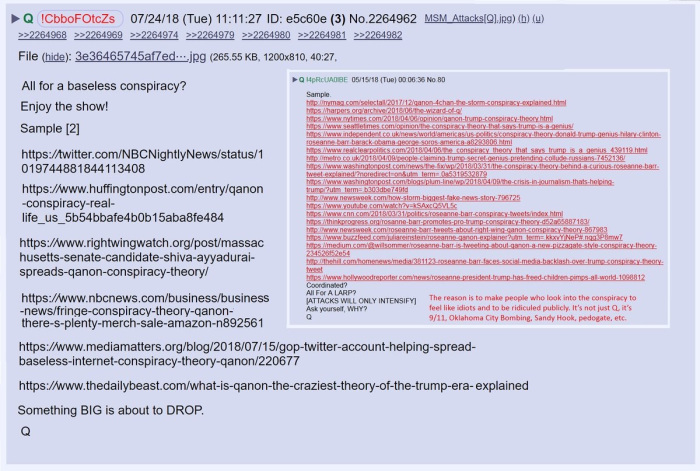 ▶ Q !CbboFOtcZs 07/24/18 (Tue) 11:11:27 ID: e5c60e (3) No.2264962 MSM_Attacks[Q].jpg) (h) (u)
>>2264968 >>2264969 >>2264974 >>2264979 >>2264980 >>2264981 >>2264982
File (hide): 3e36465745af7ed⋯.jpg (265.55 KB, 1200x810, 40:27,
All for a baseless conspiracy?
Enjoy the show!
Sample [2]
https://twitter.com/NBCNightlyNews/status/1
019744881844113408
https://www.huffingtonpost.com/entry/qanon
-conspiracy-real-
life_us_5b54bbafe4b0b15aba8fe484
https://www.rightwingwatch.org/post/massac
husetts-senate-candidate-shiva-ayyadurai-
spreads-qanon-conspiracy-theory/
https://www.nbcnews.com/business/business
-news/fringe-conspiracy-theory-qanon-
there-s-plenty-merch-sale-amazon-n892561
▶ Q !4pRcUA0lBE 05/15/18 (Tue) 00:06:36 No.80
Sample.
http://nymag.com/selectall/2017/12/qanon-4chan-the-storm-conspiracy-explained.html
https://harpers.org/archive/2018/06/the-wizard-of-q/
https://www.nytimes.com/2018/04/06/opinion/qanon-trump-conspiracy-theory.html
https://www.seattletimes.com/opinion/the-conspiracy-theory-that-says-trump-is-a-genius/
https://www.independent.co.uk/news/world/americas/us-politics/conspiracy-theory-donald-trump-genius-hilary-clinton-
roseanne-barr-barack-obama-george-soros-america-a8293806.html
https://www.realclearpolitics.com/2018/04/06/the_conspiracy_theory_that_says_trump_is_a_genius_439119.html
http://metro.co.uk/2018/04/09/people-claiming-trump-secret-genius-pretending-collude-russians-7452136/
https://www.washingtonpost.com/news/the-fix/wp/2018/03/31/the-conspiracy-theory-behind-a-curious-roseanne-barr-
tweet-explained/?noredirect=on&utm_term=.0a5319532879
https://www.washingtonpost.com/blogs/plum-line/wp/2018/04/09/the-crisis-in-journalism-thats-helping-
trump/?utm_term=.b303dbe749fd
http://www.newsweek.com/how-storm-biggest-fake-news-story-796725
https://www.youtube.com/watch?v=kSAxcQ5VL5c
https://www.cnn.com/2018/03/31/politics/roseanne-barr-conspiracy-tweets/index.html
https://thinkprogress.org/roseanne-barr-promotes-pro-trump-conspiracy-theory-d52a65887183/
http://www.newsweek.com/roseanne-barr-tweets-about-right-wing-qanon-conspiracy-theory-867983
https://www.buzzfeed.com/juliareinstein/roseanne-qanon-explainer?utm_term=.kkxvYjNeP#.nqq3P8mw7
https://medium.com/@willsommer/roseanne-barr-is-tweeting-about-qanon-a-new-pizzagate-style-conspiracy-theory-
234526f52e54
http://thehill.com/homenews/media/381123-roseanne-barr-faces-social-media-backlash-over-trump-conspiracy-theory-
tweet
https://www.hollywoodreporter.com/news/roseanne-president-trump-has-freed-children-pimps-all-world-1098812
Coordinated?
All For A LARP?
[ATTACKS WILL ONLY INTENSIFY]
Ask yourself, WHY?
Q
The reason is to make people who look into the conspiracy to
feel like idiots and to be ridiculed publicly. It's not just Q, it's
9/11, Oklahoma City Bombing, Sandy Hook, pedogate, etc.
https://www.mediamatters.org/blog/2018/07/15/gop-twitter-account-helping-spread-
baseless-internet-conspiracy-theory-qanon/220677
https://www.thedailybeast.com/what-is-qanon-the-craziest-theory-of-the-trump-era-explained
Something BIG is about to DROP.
Q